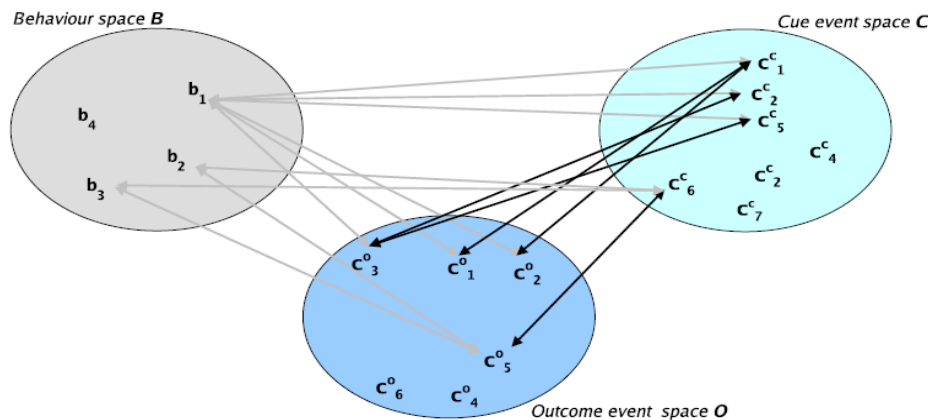 Behaviour space B
Cue event space C
b1
b4
b2
b3
Cc1
Cc2
Cc5
Cc4
Cc2
Cc6
Cc7
Co3
Co1
Co2
Co5
Co6
Co4
Outcome event space O